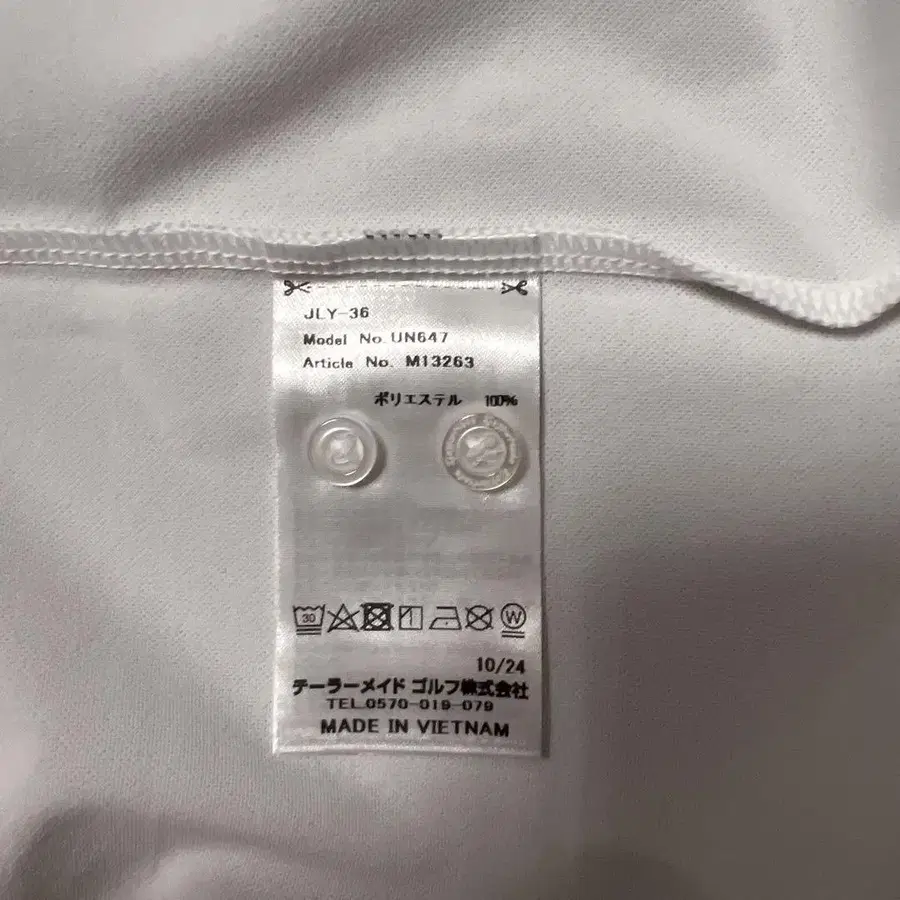 JLY-36
Model No.UN647
Article No. M13263
ポリエステル 100%
30
W
10/24
テーラーメイド ゴルフ株式会社
TEL.0570-019-079
MADE IN VIETNAM